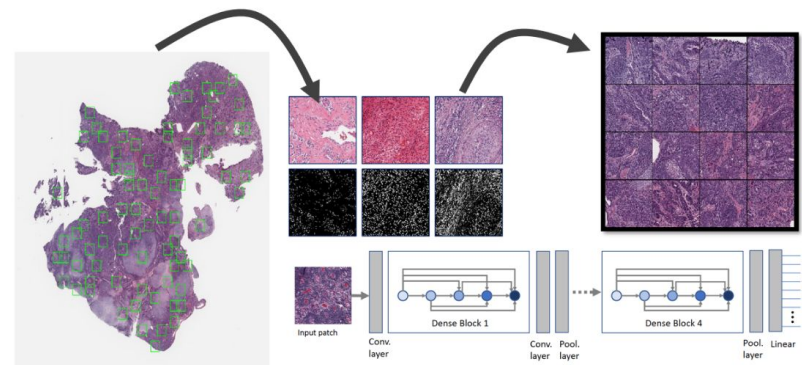 Input patch
Conv.
layer
Dense Block 1
Conv.
layer
Pool.
layer
Dense Block 4
Pool.
layer
Linear